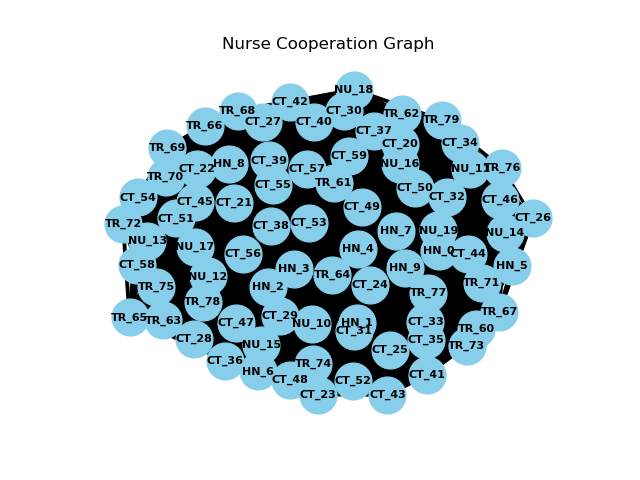 Nurse Cooperation Graph
NU_18
CT_42
TR_68
CT_30
TR_62
CT_27
CT_40
TR_79
TR_66
CT_37
CT_20
CT_34
TR_69
CT_59
CT_39
HN_8
NU_16
CT_22
CT_57
NU_11
TR_76
TR_70
CT_55
TR_61
CT_50
CT_54
CT_32
CT_46
CT_45
CT_21
CT_49
CT_51
CT_26
TR_72
CT_53
CT_38
HN_7
NU_19
NU_14
NU_13
NU_17
HN_4
HN_0
CT_56
CT_44
CT_58
HN_3
HN_9
HN_5
NU_12
TR_64
TR_75
HN_2
CT_24
TR_71
TR_77
TR_78
TR_67
TR_65
TR_63
CT_29
CT_47
NU_10
HN_1
CT_33
CT_31
TR_60
CT_28
CT_35
NU_15
TR_73
CT_25
CT_36
TR_74
HN_6
CT_41
CT_48
CT_52
CT_23
CT_43